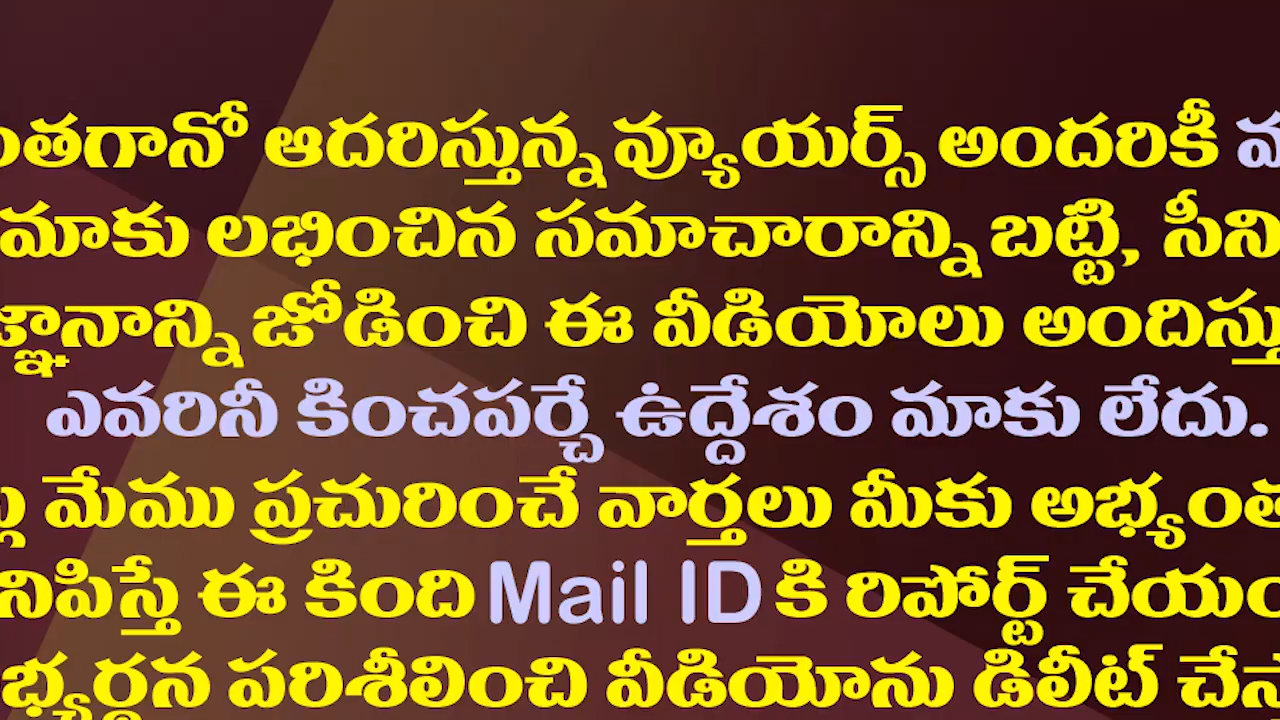 ఆదరిస్తున్న వ్యూయర్స్ అందరికీ
మాకు లభించిన సమాచారాన్ని బట్టి,
జోడించి ఈ వీడియోలు
ఎవరినీ కించపర్చే ఉద్దేశం మాకు లేదు.
మేము ప్రచురించే వార్తలు మీకు
ఈ కింది Mail ID కి రిపోర్ట్
పరిశీలించి వీడియోను డిలీట్